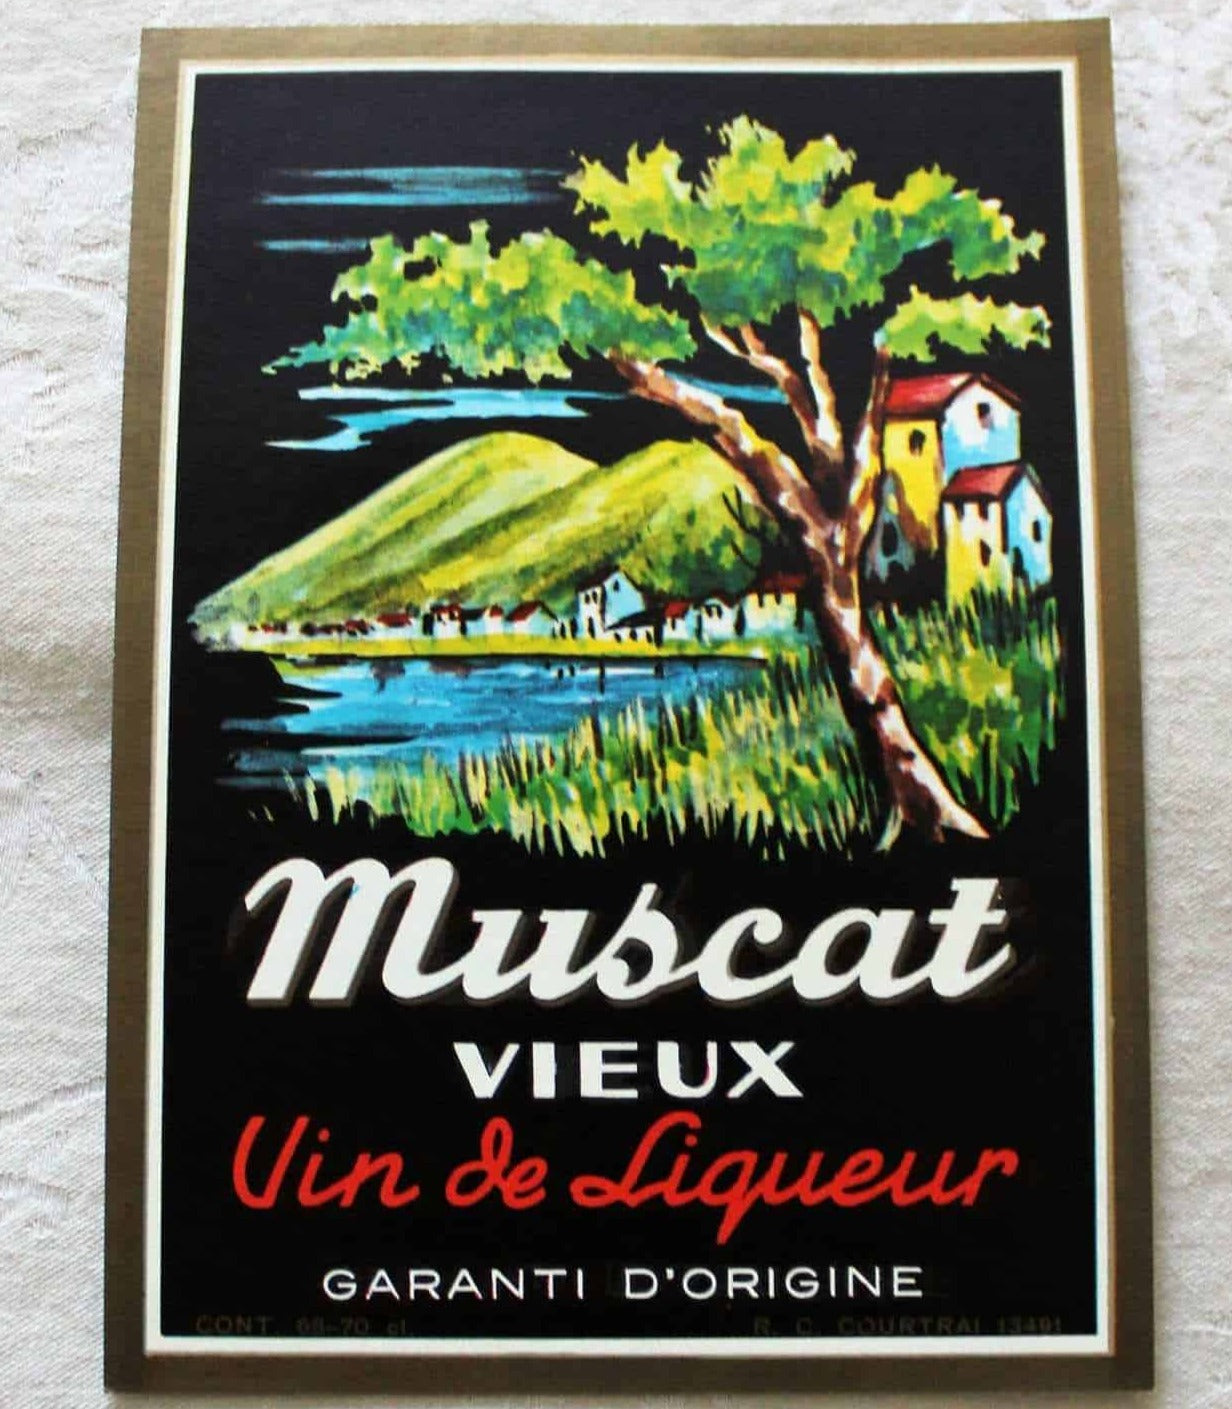 Muscat
VIEUX
Vin de Liqueur
GARANTI D'ORIGINE
CONT. 68-70 cl. R. C. COURTRAI 13491